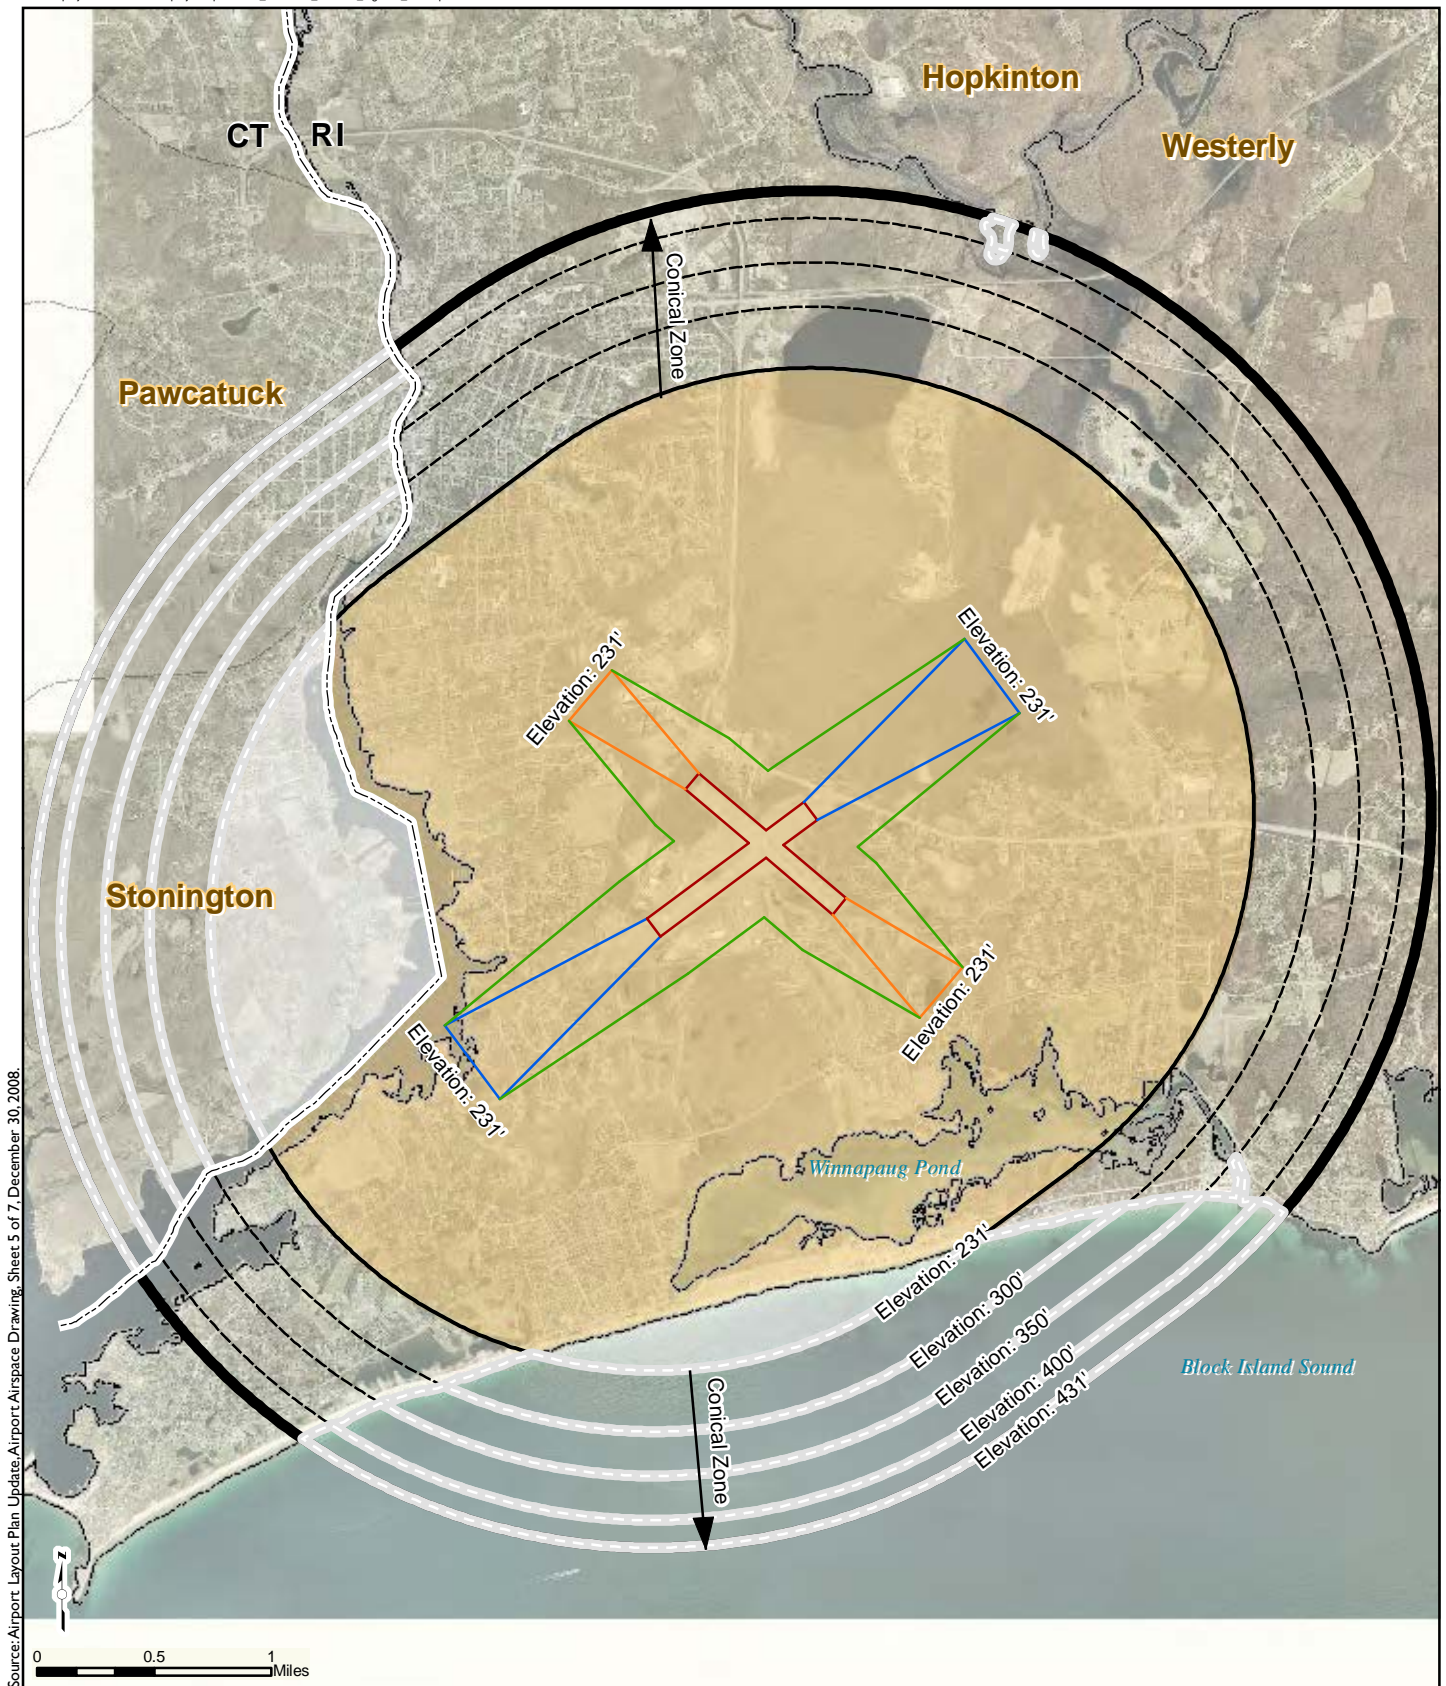 Hopkinton
Westerly
CT
RI
Conical Zone
Pawcatuck
Elevation: 231'
Elevation: 231'
Stonington
Elevation: 231'
Elevation: 231'
Winnapaug Pond
Elevation: 231'
Elevation: 300'
Elevation: 350'
Elevation: 400'
Elevation: 431'
Block Island Sound
Conical Zone
z
0 0.5 1
Miles
Source: Airport Layout Plan Update, Airport Airspace Drawing, Sheet 5 of 7, December 30, 2008.